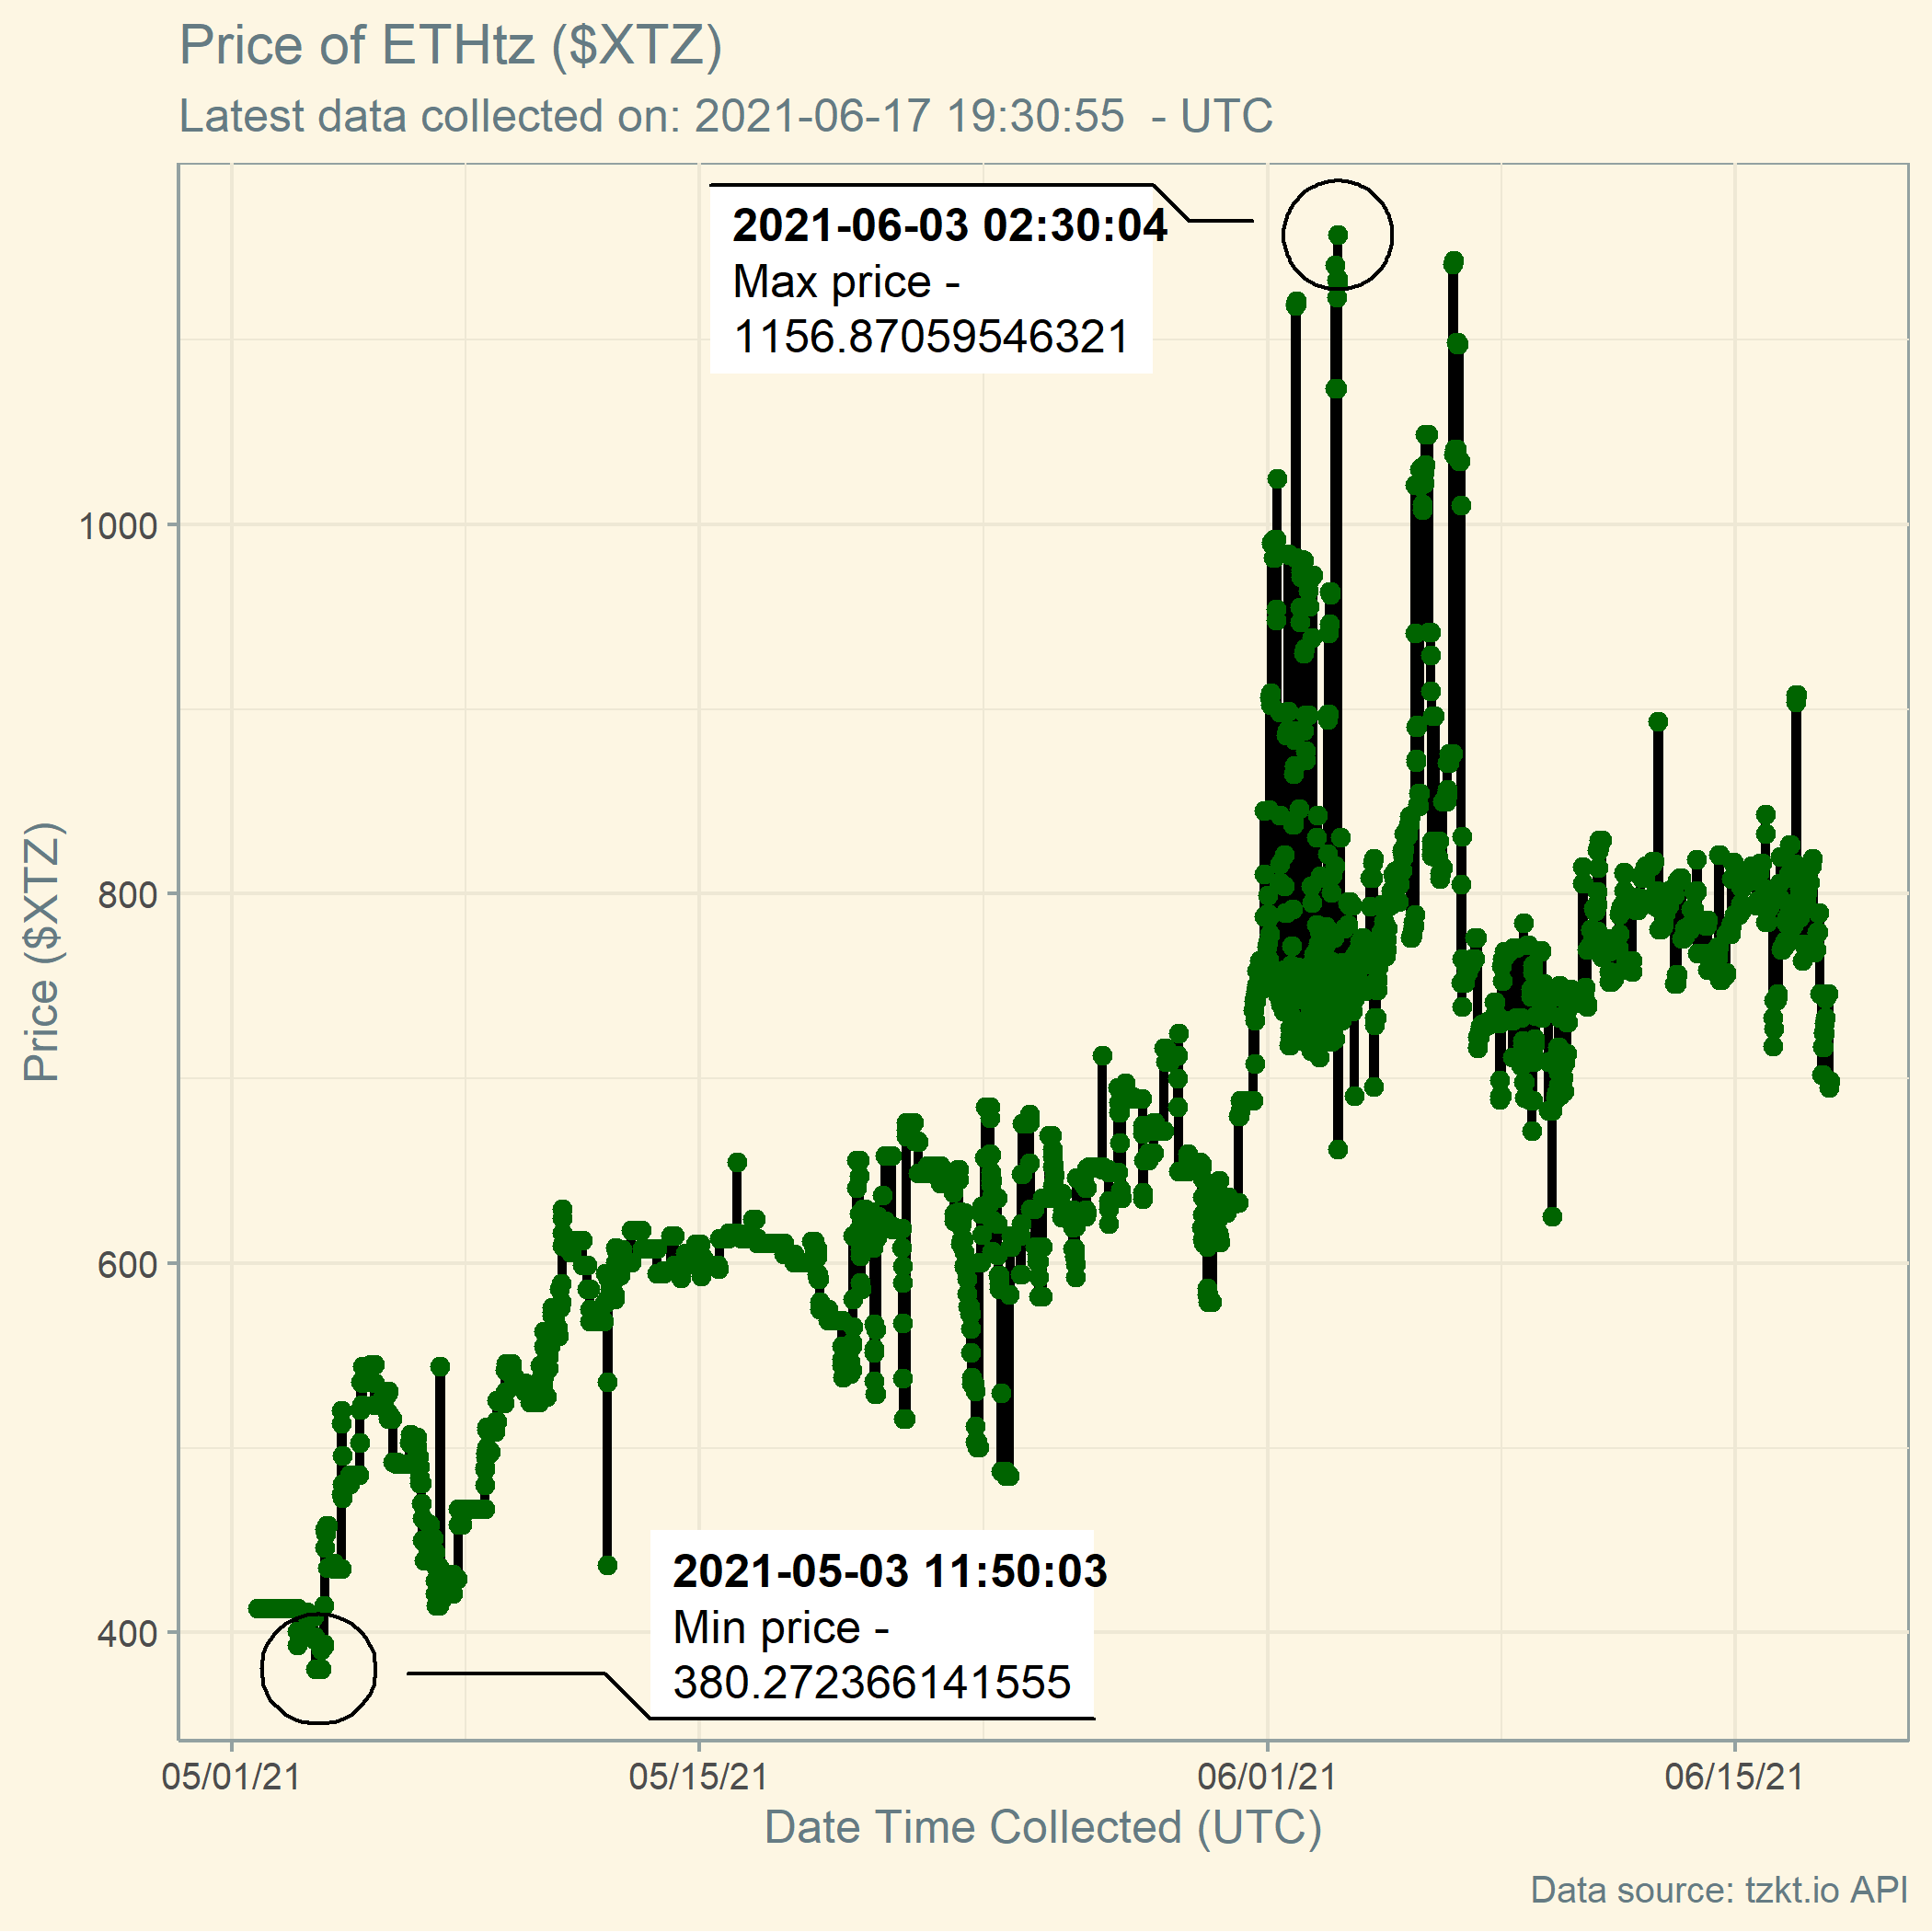 Price of ETHtz ($XTZ)
Latest data collected on: 2021-06-17 19:30:55  - UTC
2021-06-03 02:30:04
Max price -
1156.87059546321
1000
800
600
400
Price ($XTZ)
2021-05-03 11:50:03
Min price -
380.272366141555
05/01/21
05/15/21
06/01/21
06/15/21
Date Time Collected (UTC)
Data source: tzkt.io API